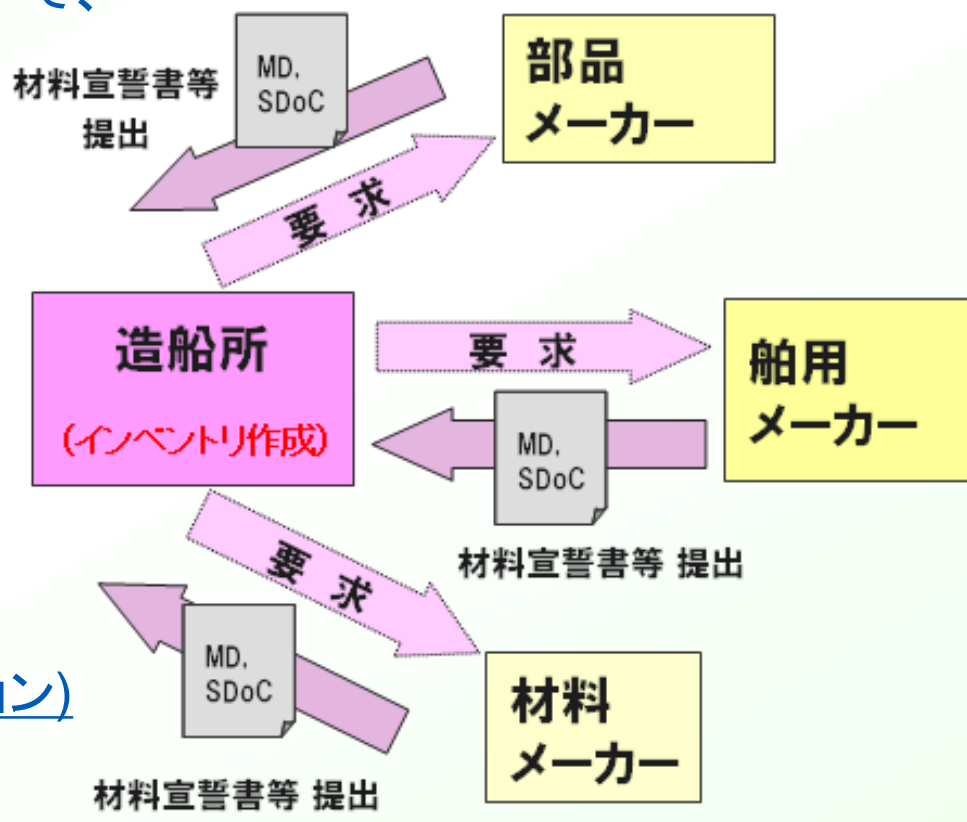 で、
MD.
SDoC
材料宣誓書等
提出
部品
メーカー
要 求
造船所
(インベントリ作成)
要 求
舶用
メーカー
MD.
SDoC
材料宣誓書等 提出
要 求
MD.
SDoC
ョン)
材料
メーカー
材料宣誓書等 提出